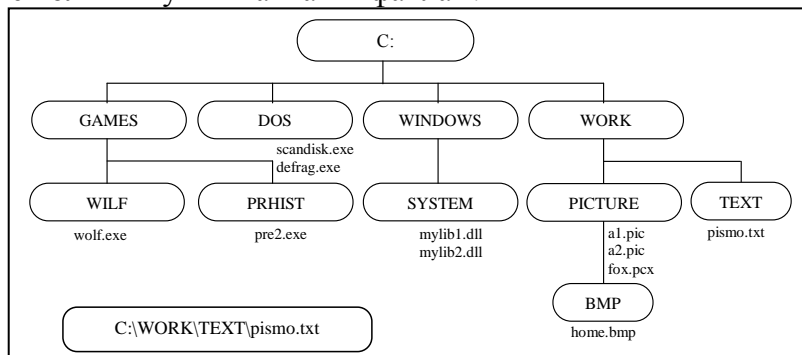 C:
GAMES DOS WINDOWS WORK
scandisk.exe
defrag.exe
WILF PRHIST SYSTEM PICTURE TEXT
wolf.exe pre2.exe mylib1.dll a1.pic pismo.txt
mylib2.dll a2.pic
fox.pcx
BMP
C:\WORK\TEXT\pismo.txt
home.bmp